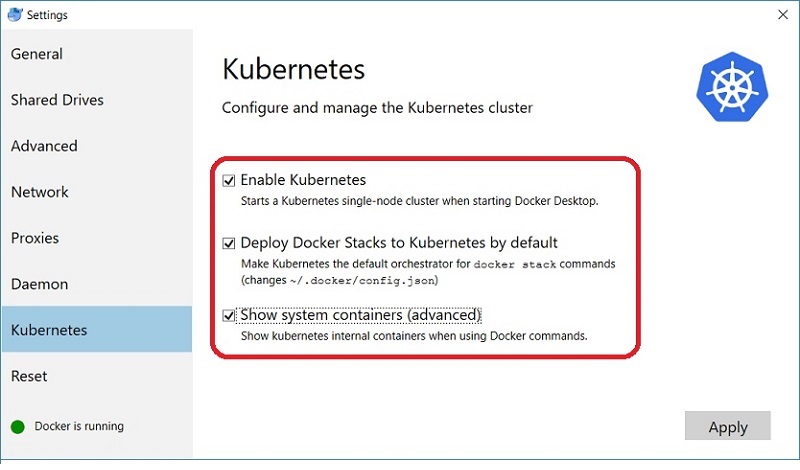 Settings
General
Shared Drives
Advanced
Network
Proxies
Daemon
Kubernetes
Reset
Docker is running
Kubernetes
Configure and manage the Kubernetes cluster
Enable Kubernetes
Starts a Kubernetes single-node cluster when starting Docker Desktop.
Deploy Docker Stacks to Kubernetes by default
Make Kubernetes the default orchestrator for docker stack commands
(changes ~/.docker/config.json)
Show system containers (advanced)
Show kubernetes internal containers when using Docker commands.
Apply